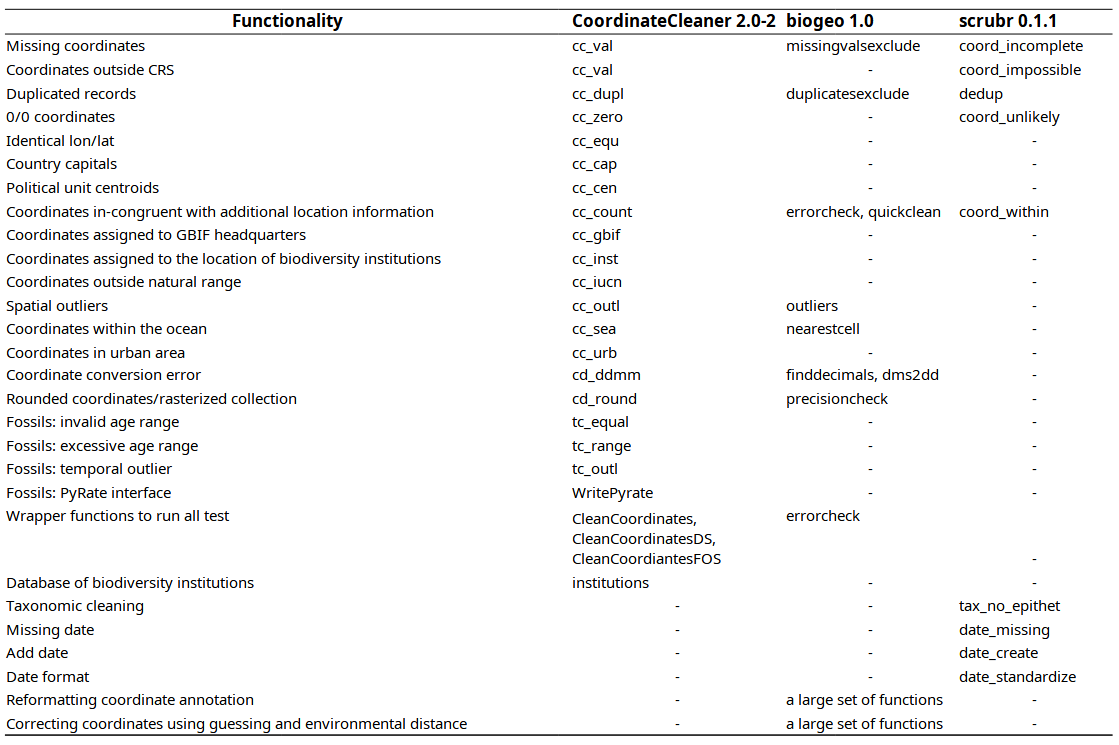 Functionality CoordinateCleaner 2.0-2 biogeo 1.0 scrubr 0.1.1
Missing coordinates cc_val missingvalsexclude coord_incomplete
Coordinates outside CRS cc_val - coord_impossible
Duplicated records cc_dupl duplicatesexclude dedup
0/0 coordinates cc_zero - coord_unlikely
Identical lon/lat cc_equ - -
Country capitals cc_cap - -
Political unit centroids cc_cen - -
Coordinates in-congruent with additional location information cc_count errorcheck, quickclean coord_within
Coordinates assigned to GBIF headquarters cc_gbif - -
Coordinates assigned to the location of biodiversity institutions cc_inst - -
Coordinates outside natural range cc_iucn - -
Spatial outliers cc_outl outliers -
Coordinates within the ocean cc_sea nearestcell -
Coordinates in urban area cc_urb - -
Coordinate conversion error cd_ddmm finddecimals, dms2dd -
Rounded coordinates/rasterized collection cd_round precisioncheck -
Fossils: invalid age range tc_equal - -
Fossils: excessive age range tc_range - -
Fossils: temporal outlier tc_outl - -
Fossils: PyRate interface WritePyrate - -
Wrapper functions to run all test CleanCoordinates, errorcheck
CleanCoordinatesDS,
CleanCoordiantesFOS -
Database of biodiversity institutions institutions - -
Taxonomic cleaning - - tax_no_epithet
Missing date - - date_missing
Add date - - date_create
Date format - - date_standardize
Reformatting coordinate annotation - a large set of functions -
Correcting coordinates using guessing and environmental distance - a large set of functions -